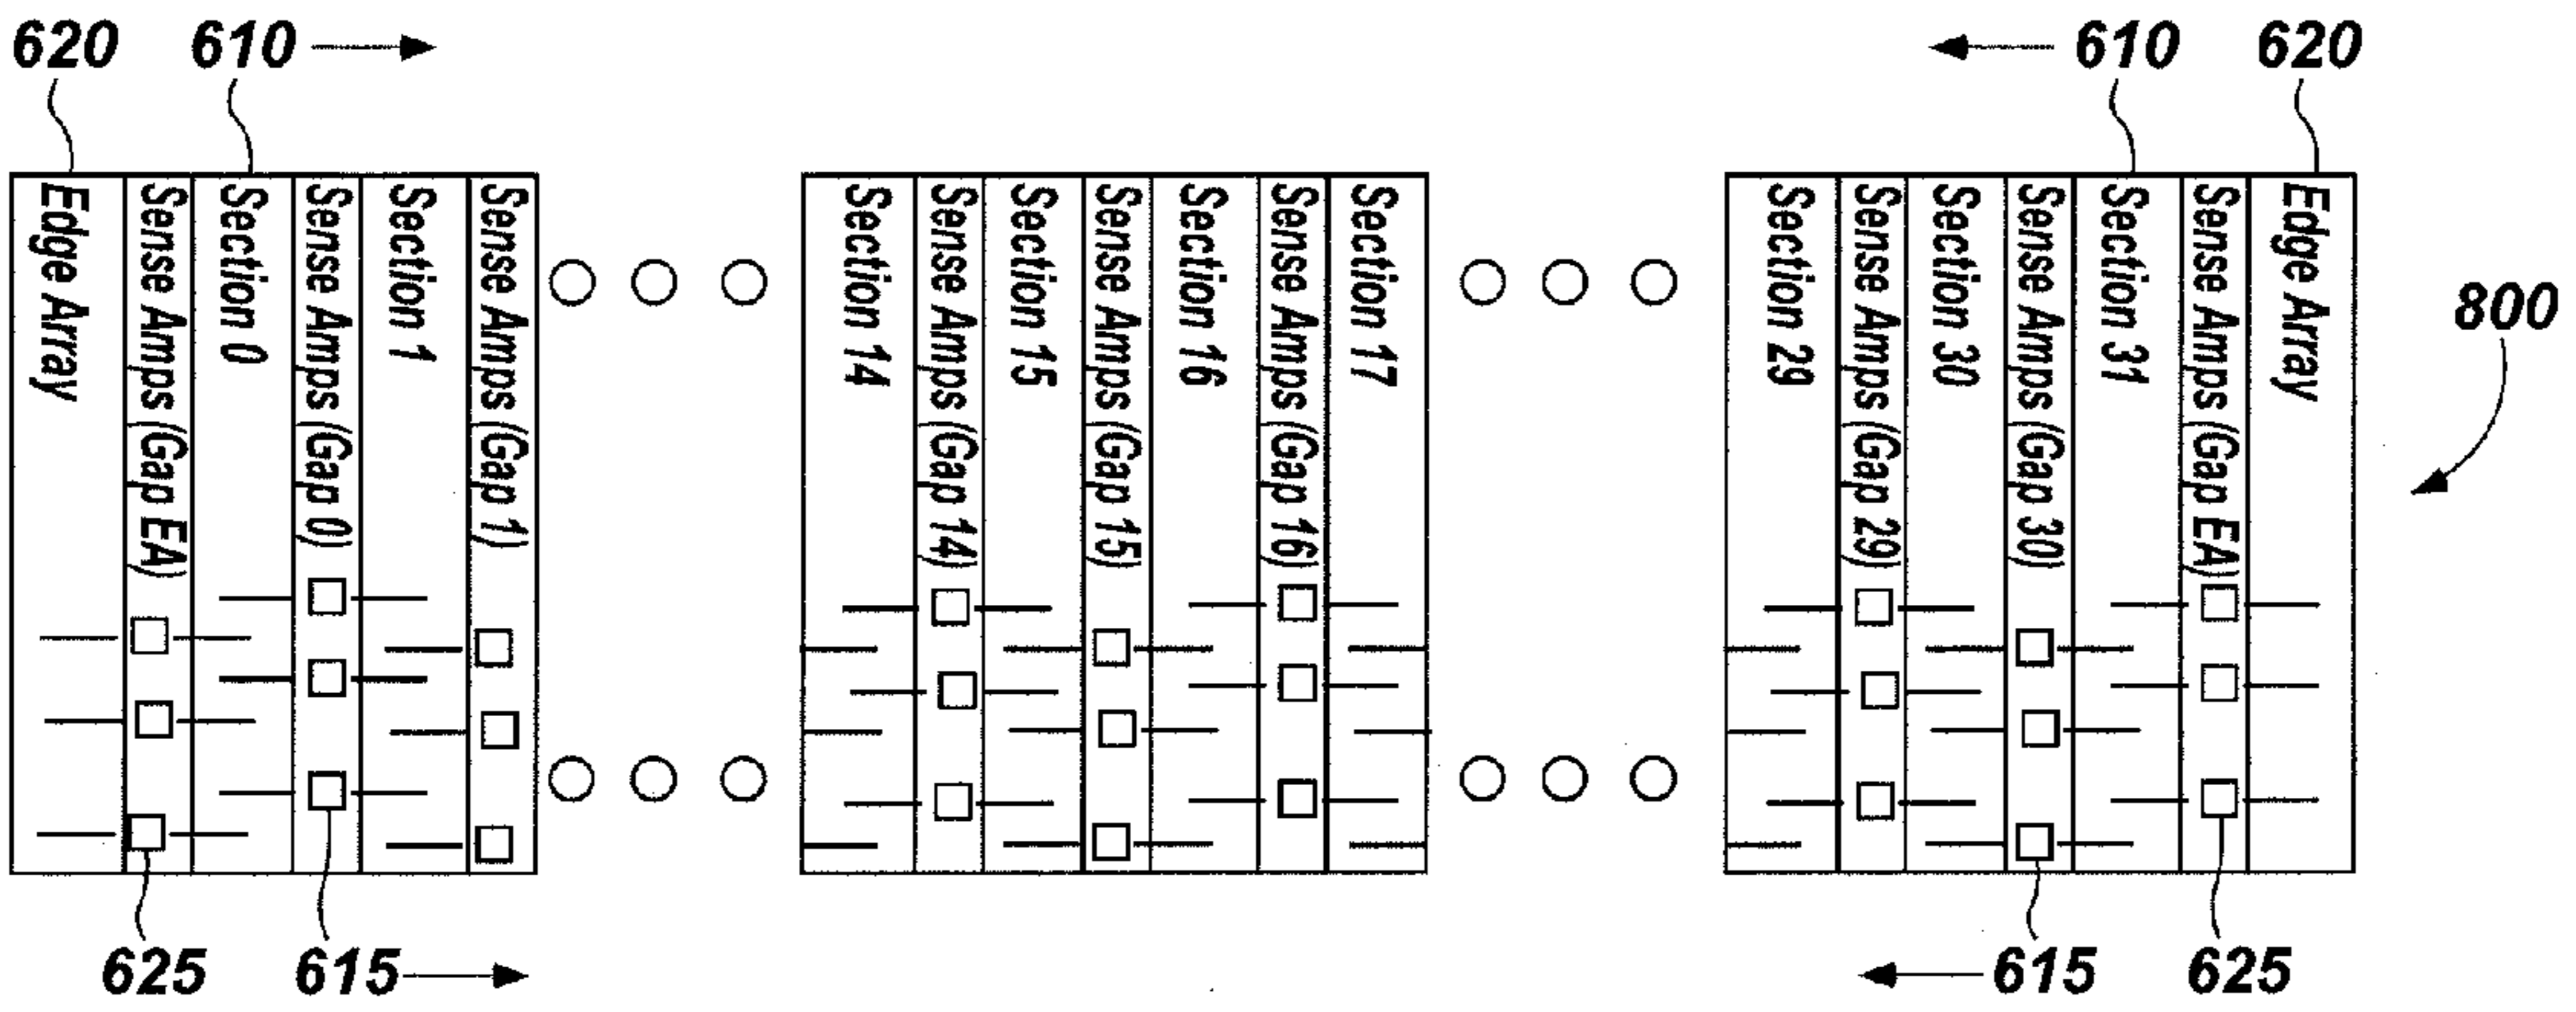 620 610 610 620
Edge Array
Sense Amps (Gap EA)
Section 0
Sense Amps (Gap 0)
Section 1
Sense Amps (Gap 1)
Section 14
Sense Amps (Gap 14)
Section 15
Sense Amps (Gap 15)
Section 16
Sense Amps (Gap 16)
Section 17
Section 29
Sense Amps (Gap 29)
Section 30
Sense Amps (Gap 30)
Section 31
Sense Amps (Gap EA)
Edge Array
800
625 615 615 625